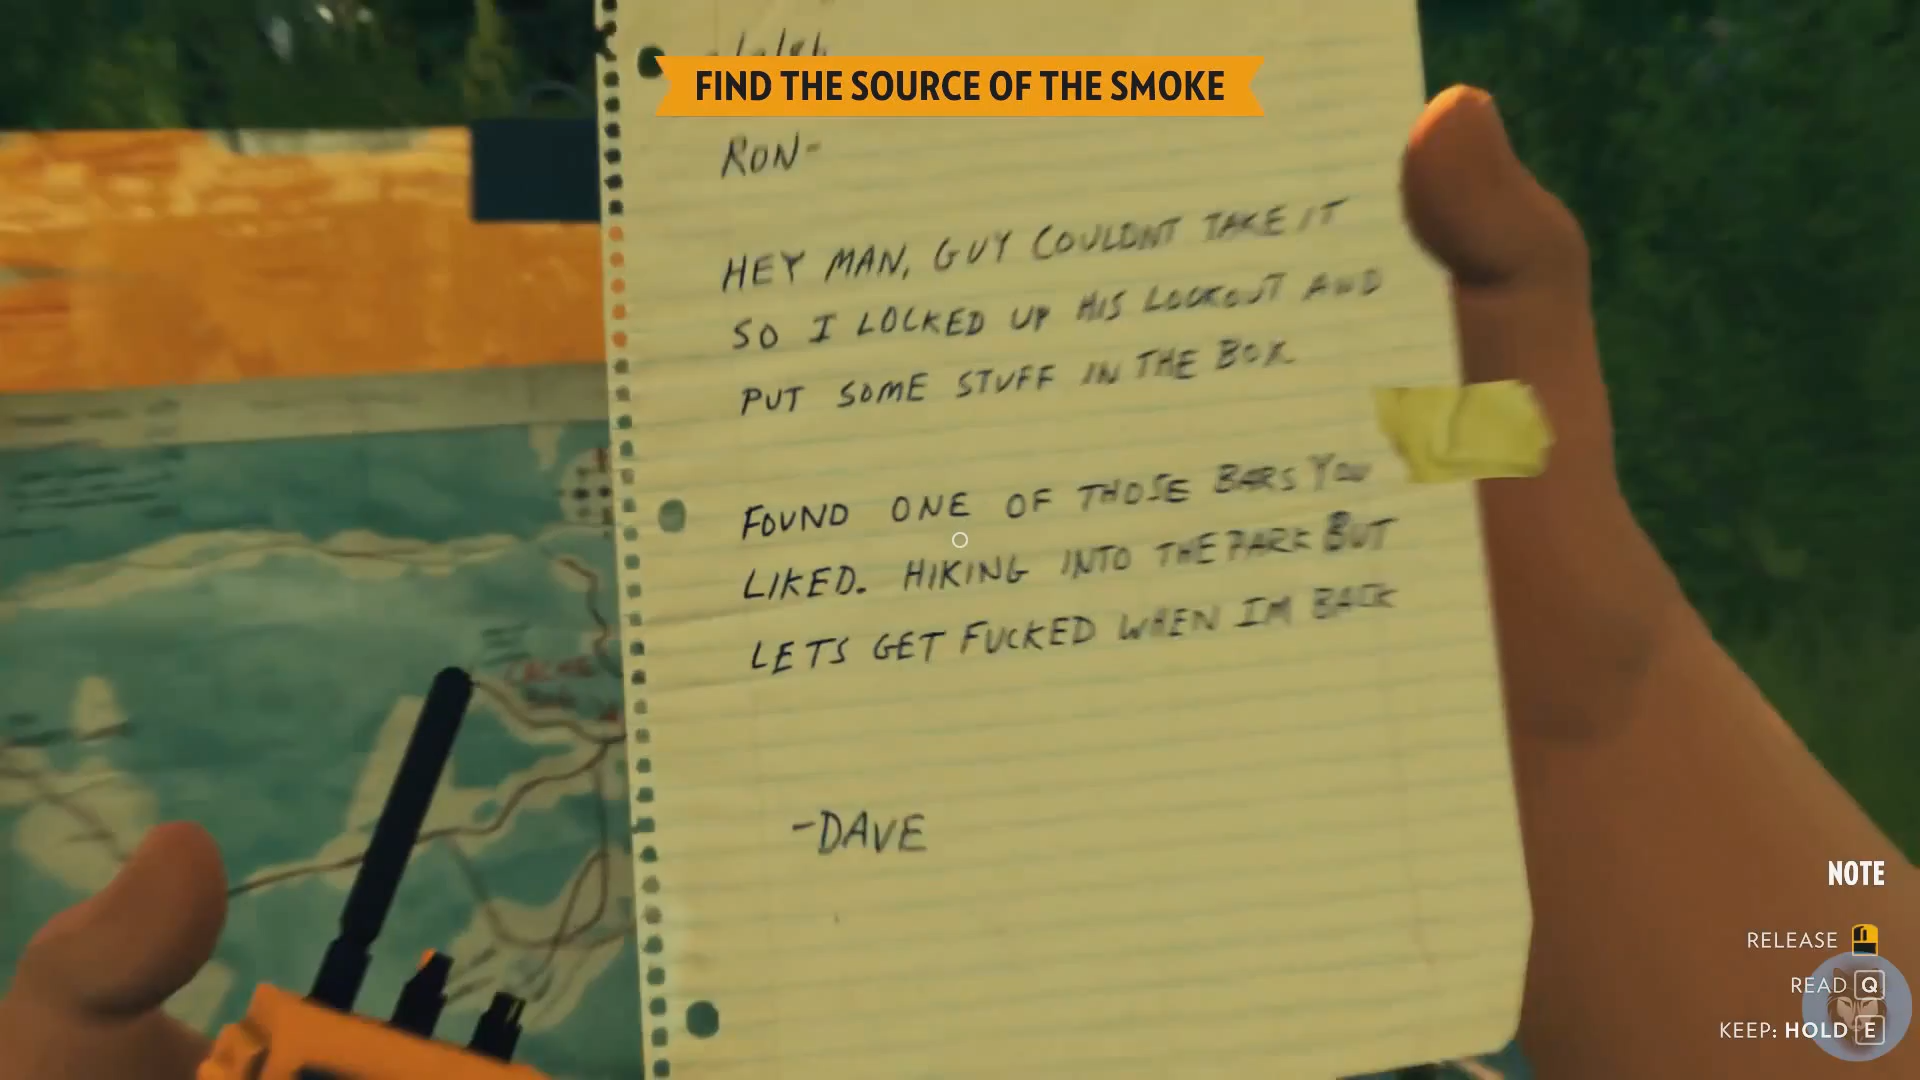 FIND THE SOURCE OF THE SMOKE
RON-
HEY MAN, GUY COULDNT TAKE IT
SO I LOCKED UP HIS LOOKOUT AND
PUT SOME STUFF IN THE BOX
FOUND ONE OF THOSE BARS YOU
LIKED. HIKING INTO THE PARK BUT
LETS GET FUCKED WHEN IM BACK
-DAVE
CACHE
NOTE
RELEASE
READ Q
KEEP: HOLD E